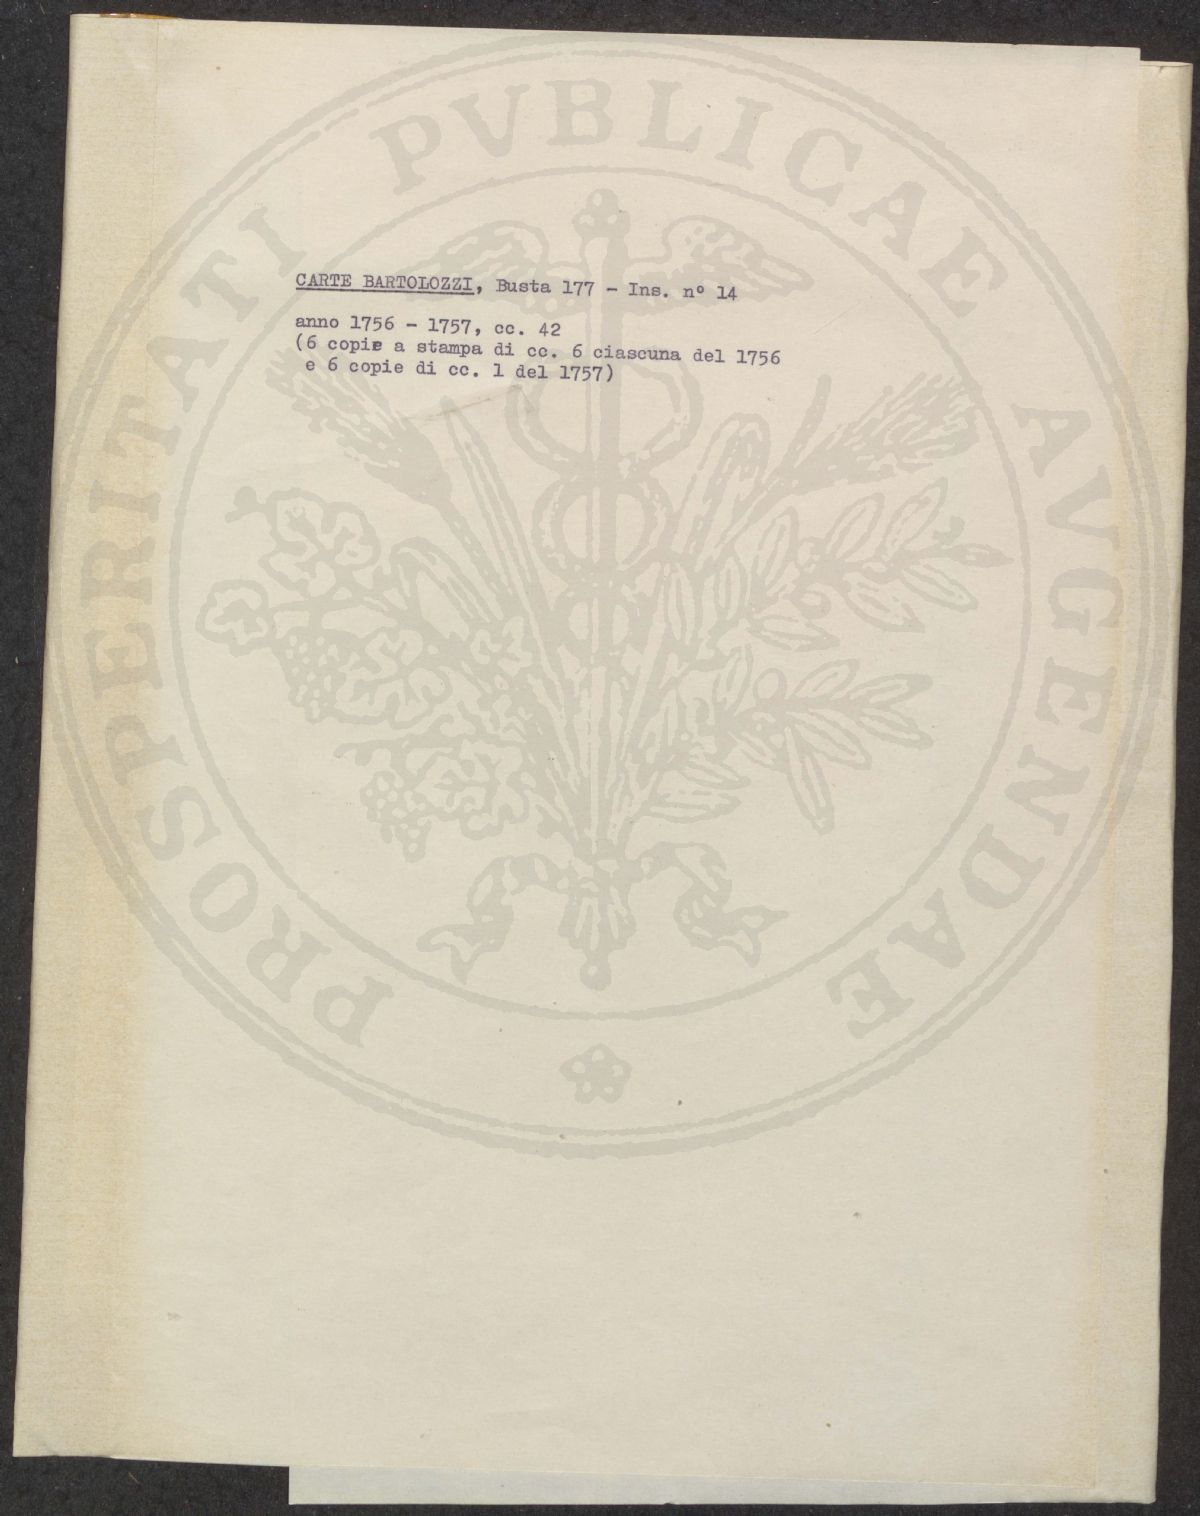 PROSPERITATI PVBLICAE AVGENDAE
CARTE BARTOLOZZI, Busta 177 - Ins. nº 14
anno 1756 - 1757, cc. 42
(6 copie a stampa di cc. 6 ciascuna del 1756
e 6 copie di cc. 1 del 1757)